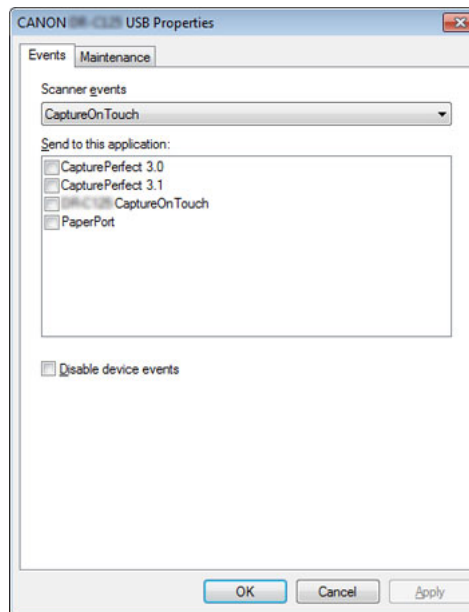 CANON USB Properties
Events Maintenance
Scanner events
CaptureOnTouch
Send to this application:
CapturePerfect 3.0
CapturePerfect 3.1
CaptureOnTouch
PaperPort
Disable device events
OK Cancel Apply